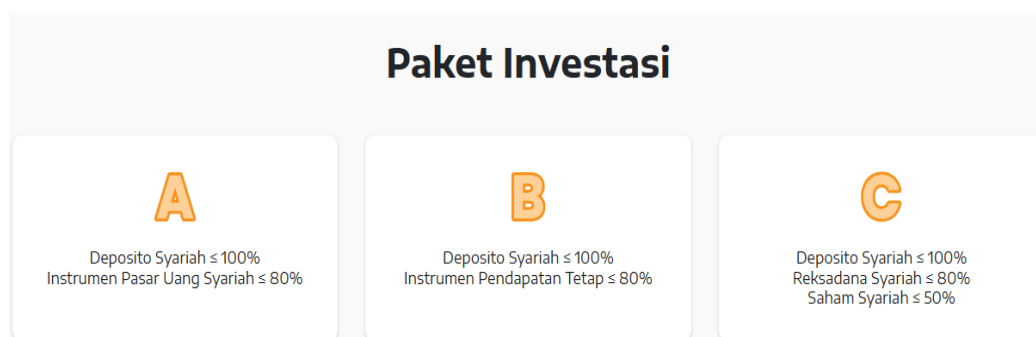 Paket Investasi
A
Deposito Syariah ≤ 100%
Instrumen Pasar Uang Syariah ≤ 80%
B
Deposito Syariah ≤ 100%
Instrumen Pendapatan Tetap ≤ 80%
C
Deposito Syariah ≤ 100%
Reksadana Syariah ≤ 80%
Saham Syariah ≤ 50%